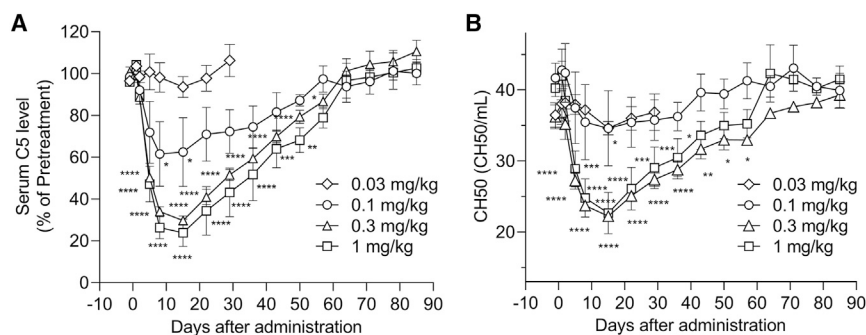 A
Serum C5 level
(% of Pretreatment)
120
100
80
60
40
20
0
-10 0 10 20 30 40 50 60 70 80 90
Days after administration
0.03 mg/kg
0.1 mg/kg
0.3 mg/kg
1 mg/kg
* * **** **** **** *
**** **** **** *** **
**** **** **** ****
**** **** ****
**** ****
B
CH50 (CH50/mL)
40
30
20
-10 0 10 20 30 40 50 60 70 80 90
Days after administration
0.03 mg/kg
0.1 mg/kg
0.3 mg/kg
1 mg/kg
* *
*** ***
**** **** **** **** **** ** * *
**** **** **** ****
****